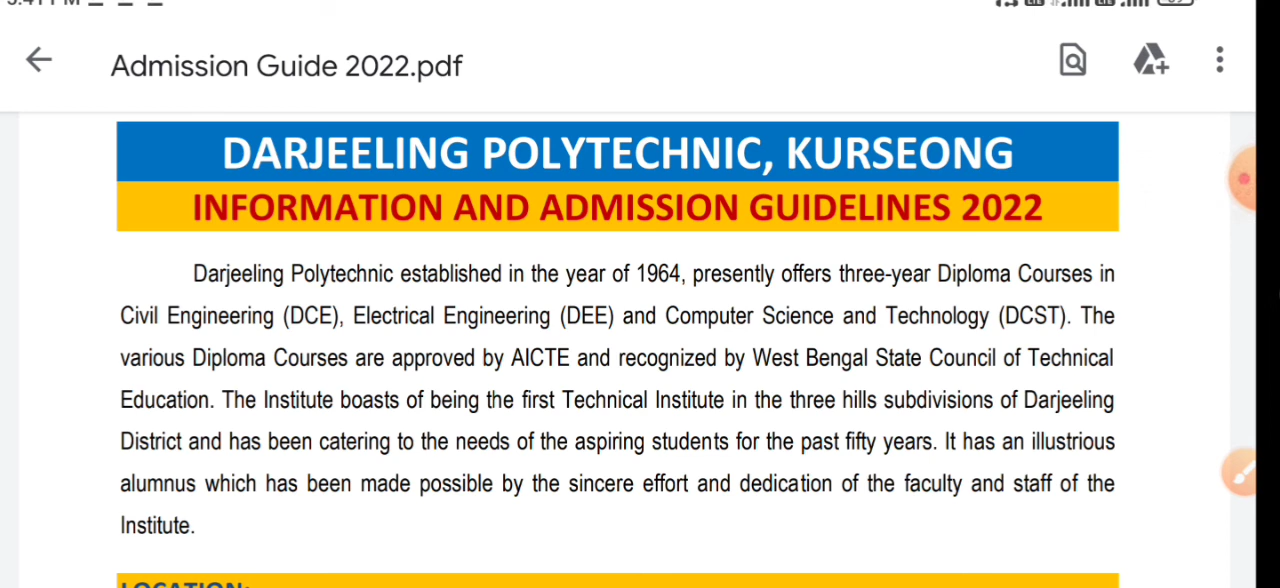 Admission Guide 2022.pdf
DARJEELING POLYTECHNIC, KURSEONG
INFORMATION AND ADMISSION GUIDELINES 2022
Darjeeling Polytechnic established in the year of 1964, presently offers three-year Diploma Courses in
Civil Engineering (DCE), Electrical Engineering (DEE) and Computer Science and Technology (DCST). The
various Diploma Courses are approved by AICTE and recognized by West Bengal State Council of Technical
Education. The Institute boasts of being the first Technical Institute in the three hills subdivisions of Darjeeling
District and has been catering to the needs of the aspiring students for the past fifty years. It has an illustrious
alumnus which has been made possible by the sincere effort and dedication of the faculty and staff of the
Institute.
LOCATION: